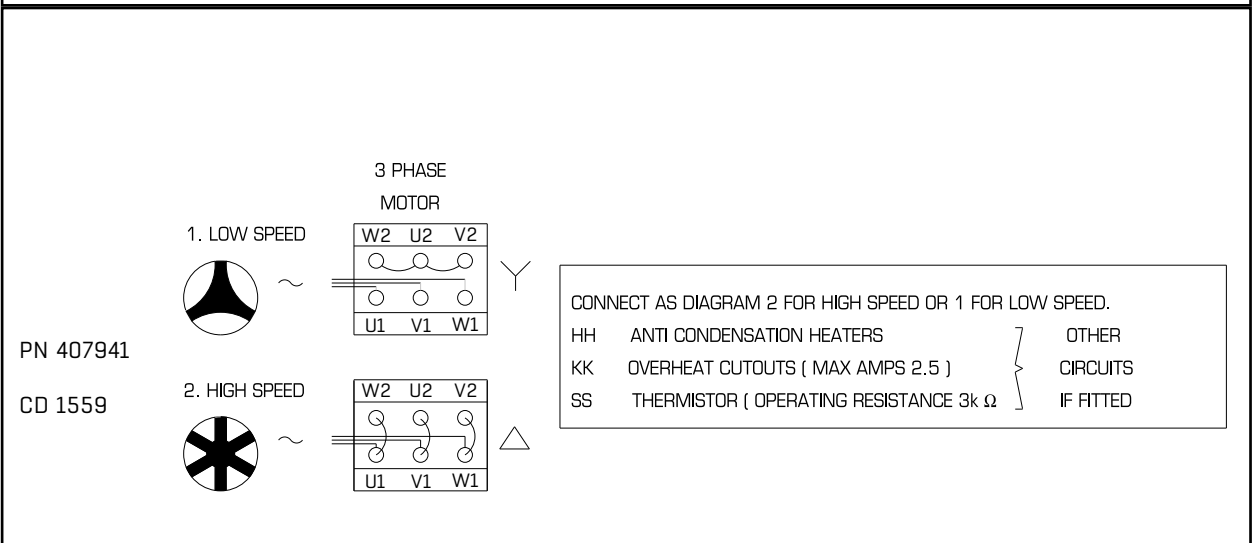 3 PHASE
MOTOR
1. LOW SPEED
W2 U2 V2
U1 V1 W1
PN 407941
CD 1559
2. HIGH SPEED
W2 U2 V2
U1 V1 W1
CONNECT AS DIAGRAM 2 FOR HIGH SPEED OR 1 FOR LOW SPEED.
HH ANTI CONDENSATION HEATERS OTHER
KK OVERHEAT CUTOUTS ( MAX AMPS 2.5 ) CIRCUITS
SS THERMISTOR ( OPERATING RESISTANCE 3k Ω IF FITTED